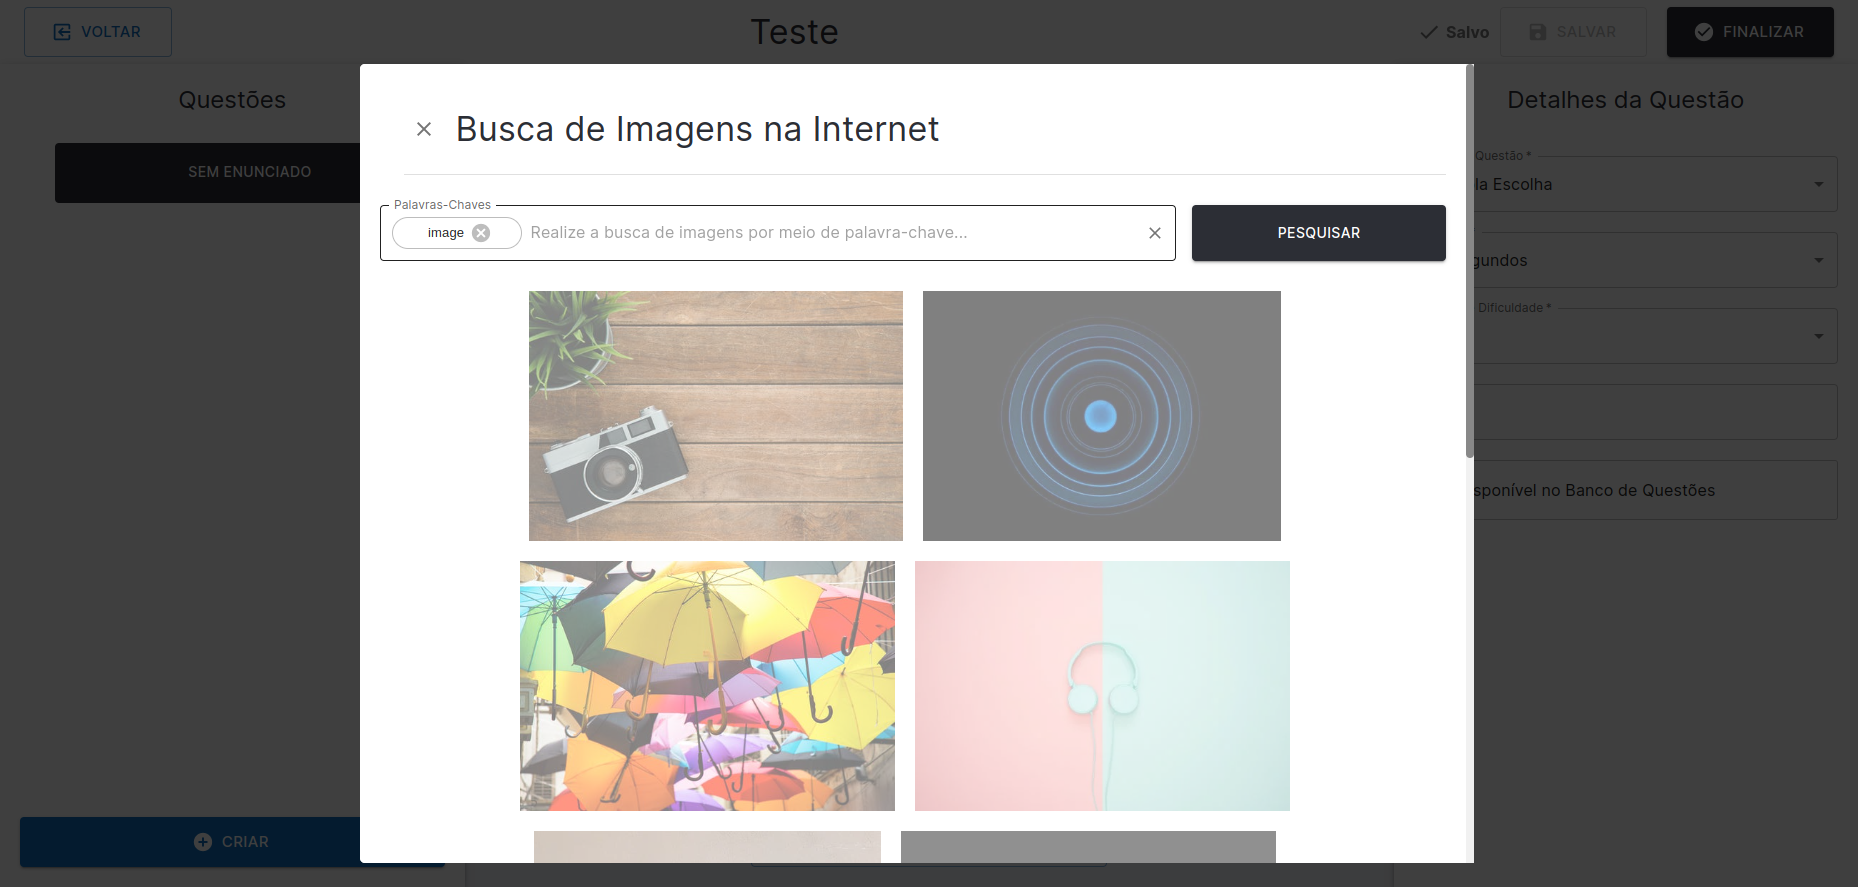 VOLTAR
Teste
Salvo
SALVAR
FINALIZAR
Questões
SEM ENUNCIADO
CRIAR
Busca de Imagens na Internet
Palavras-Chaves
image
Realize a busca de imagens por meio de palavra-chave...
PESQUISAR
Detalhes da Questão
Questão *
la Escolha
gundos
Dificuldade *
sponível no Banco de Questões